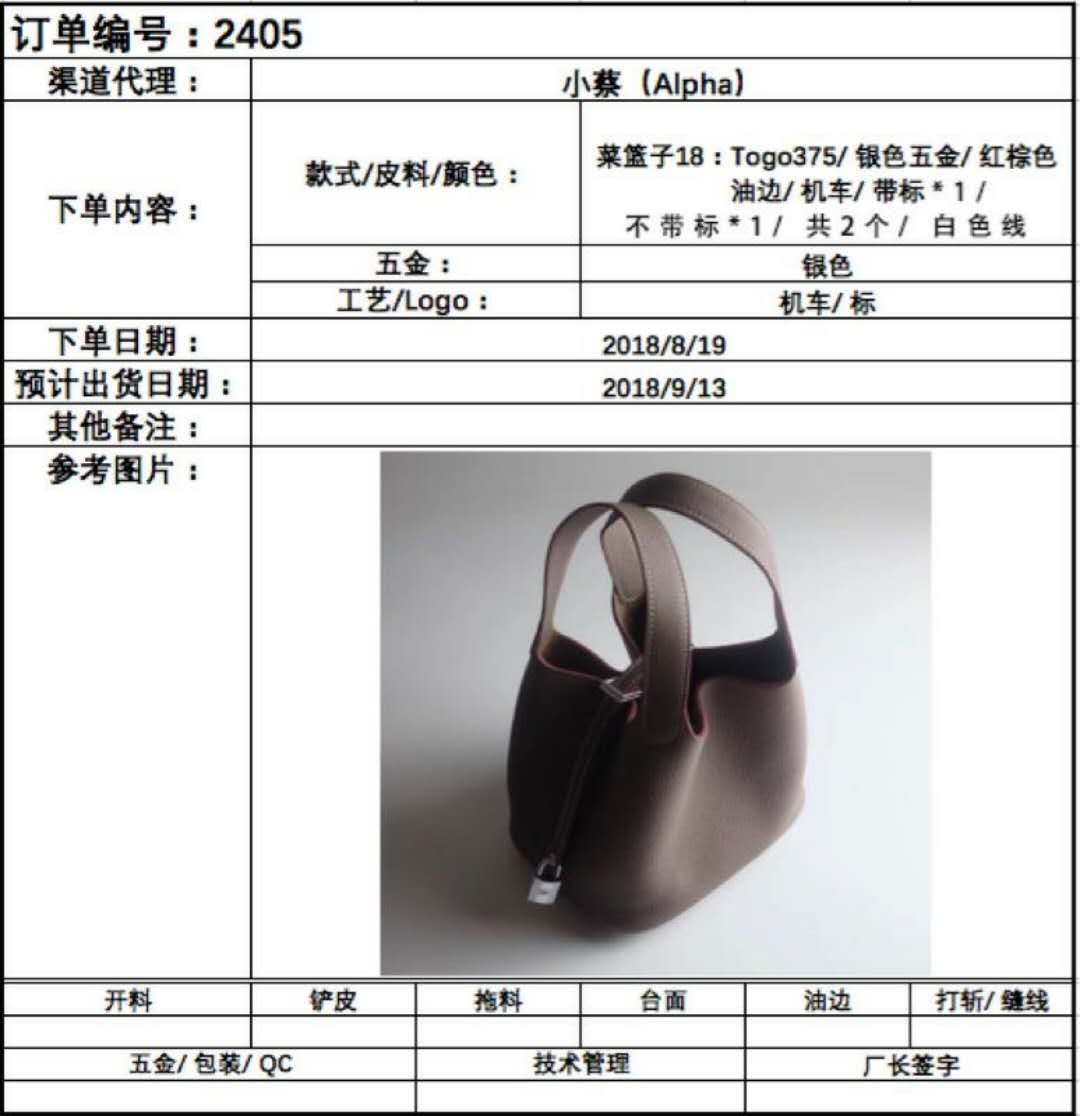 订单编号：2405
渠道代理：
小蔡（Alpha）
下单内容：
款式/皮料/颜色：
菜篮子18：Togo375/ 银色五金/ 红棕色
油边/ 机车/ 带标 * 1 /
不 带 标 * 1 / 共 2 个 / 白 色 线
五金：
银色
工艺/Logo：
机车/ 标
下单日期：
2018/8/19
预计出货日期：
2018/9/13
其他备注：
参考图片：
开料
铲皮
拖料
台面
油边
打斩/ 缝线
五金/ 包装/ QC
技术管理
厂长签字